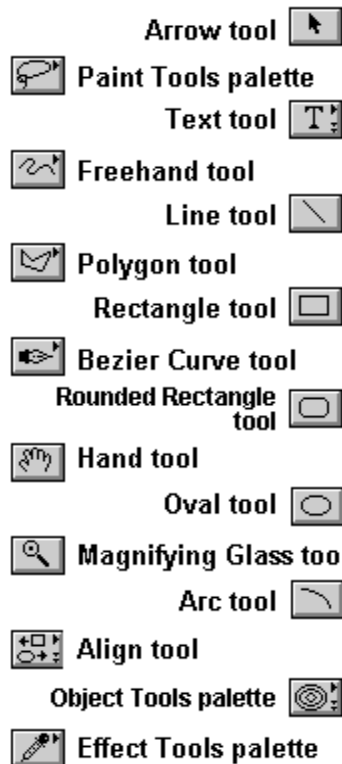 Arrow tool
Paint Tools palette
Text tool
Freehand tool
Line tool
Polygon tool
Rectangle tool
Bezier Curve tool
Rounded Rectangle
tool
Hand tool
Oval tool
Magnifying Glass too
Arc tool
Align tool
Object Tools palette
Effect Tools palette